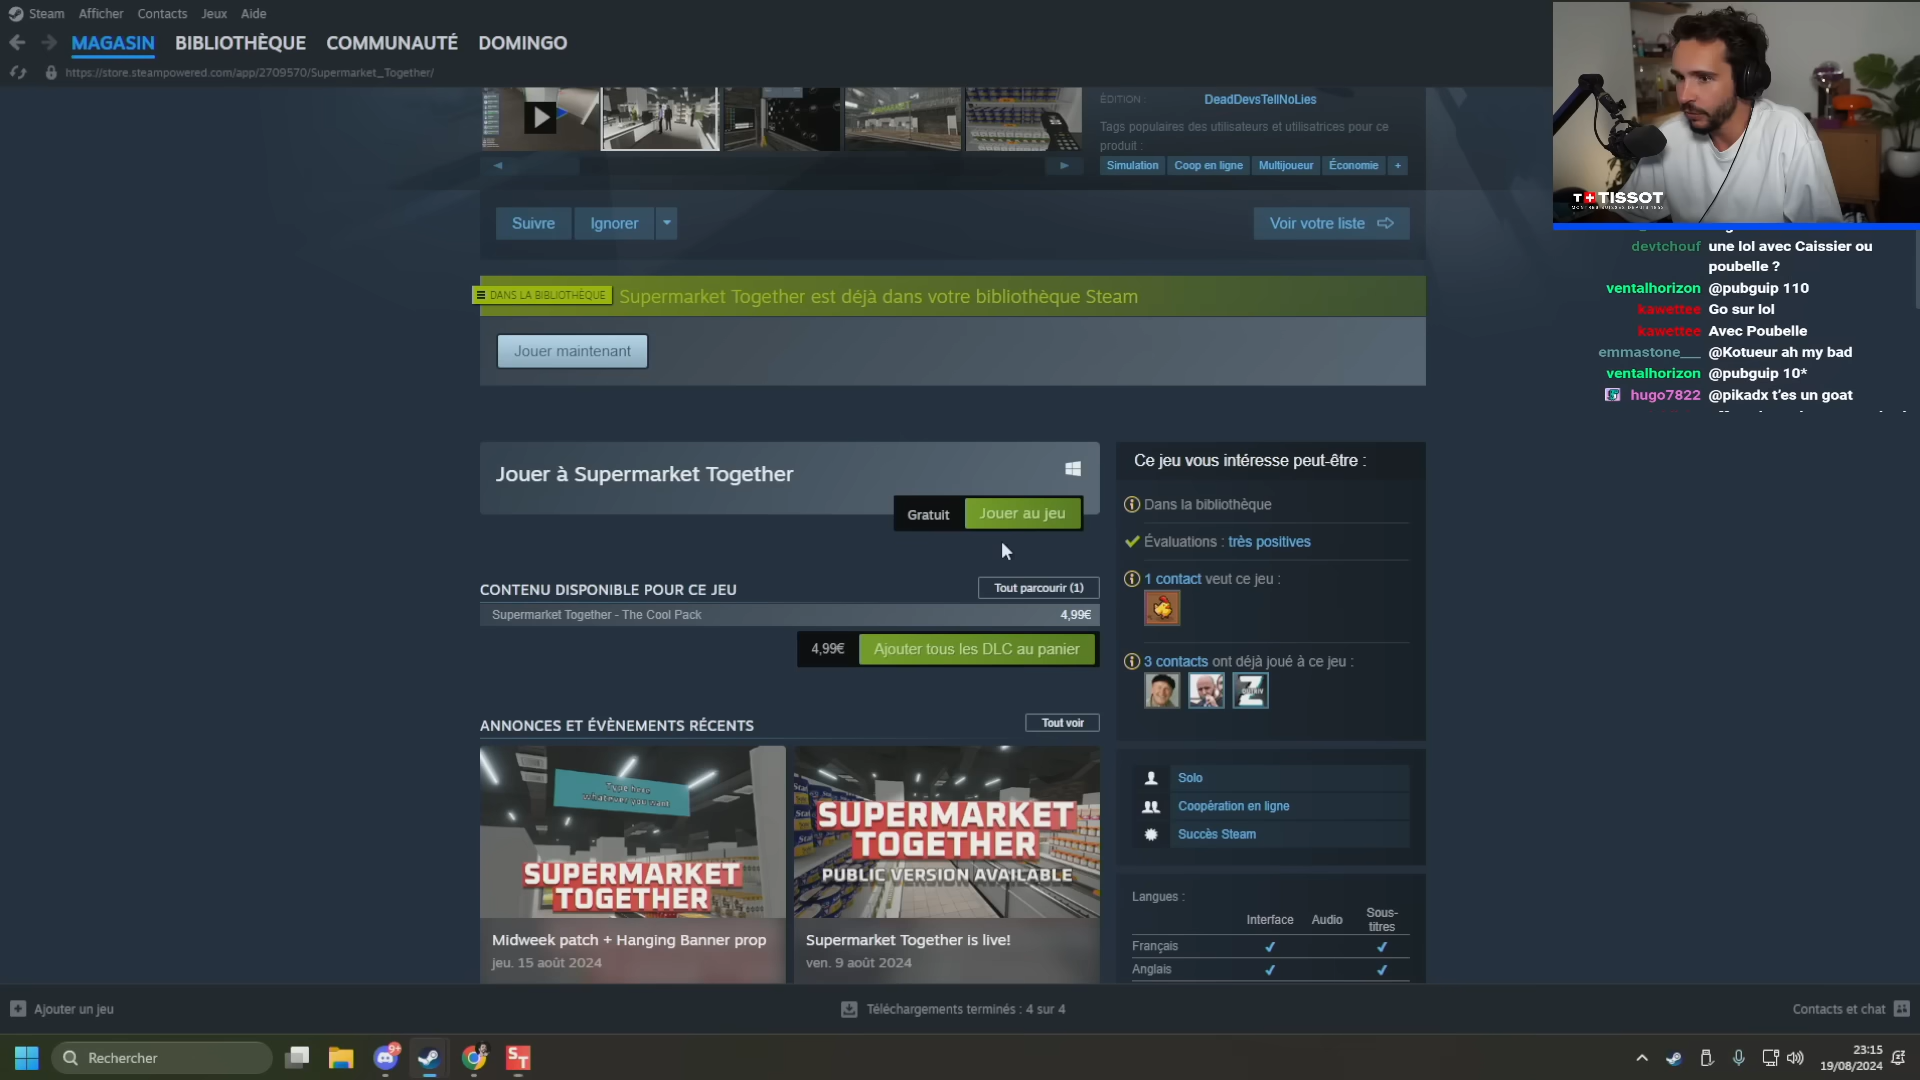 Steam Afficher Contacts Jeux Aide
MAGASIN BIBLIOTHÈQUE COMMUNAUTÉ DOMINGO
https://store.steampowered.com/app/2709570/Supermarket_Together/
ÉDITION : DeadDevsTellNoLies
Tags populaires des utilisateurs et utilisatrices pour ce
produit :
Simulation Coop en ligne Multijoueur Économie +
Suivre Ignorer Voir votre liste
DANS LA BIBLIOTHÈQUE Supermarket Together est déjà dans votre bibliothèque Steam
Jouer maintenant
Jouer à Supermarket Together
Gratuit Jouer au jeu
CONTENU DISPONIBLE POUR CE JEU Tout parcourir (1)
Supermarket Together - The Cool Pack 4,99€
4,99€ Ajouter tous les DLC au panier
ANNONCES ET ÉVÈNEMENTS RÉCENTS Tout voir
Type here
whatever you want
SUPERMARKET
TOGETHER
Midweek patch + Hanging Banner prop
jeu. 15 août 2024
SUPERMARKET
TOGETHER
PUBLIC VERSION AVAILABLE
Supermarket Together is live!
ven. 9 août 2024
Ce jeu vous intéresse peut-être :
Dans la bibliothèque
Évaluations : très positives
1 contact veut ce jeu :
3 contacts ont déjà joué à ce jeu :
Solo
Coopération en ligne
Succès Steam
Langues :
Interface Audio Sous-
titres
Français
Anglais
T+TISSOT
devtchouf une lol avec Caissier ou
poubelle ?
ventalhorizon @pubguip 110
kawettee Go sur lol
kawettee Avec Poubelle
emmastone___ @Kotueur ah my bad
ventalhorizon @pubguip 10*
hugo7822 @pikadx t'es un goat
Ajouter un jeu Téléchargements terminés : 4 sur 4 Contacts et chat
Rechercher 9+ ST
23:15
19/08/2024